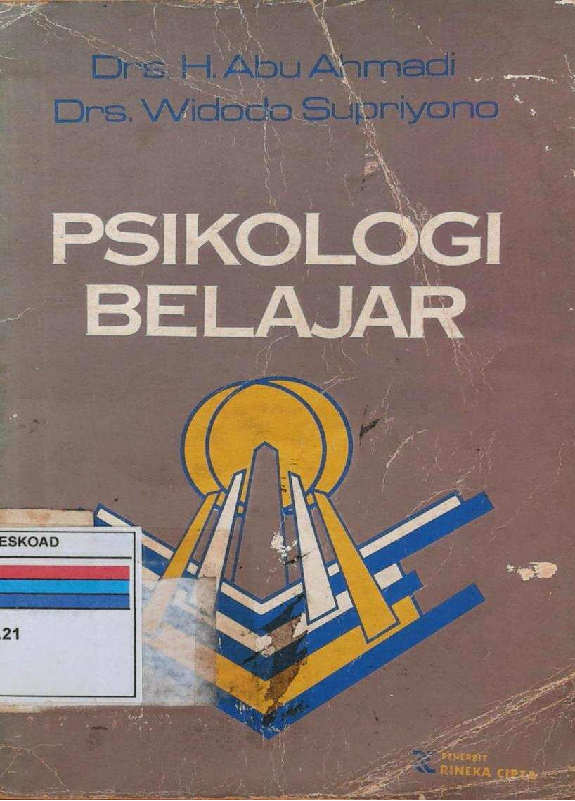 Drs. H. Abu Ahmadi
Drs. Widodo Supriyono
PSIKOLOGI
BELAJAR
ESKOAD
.21
PENERBIT
RINEKA CIPTA